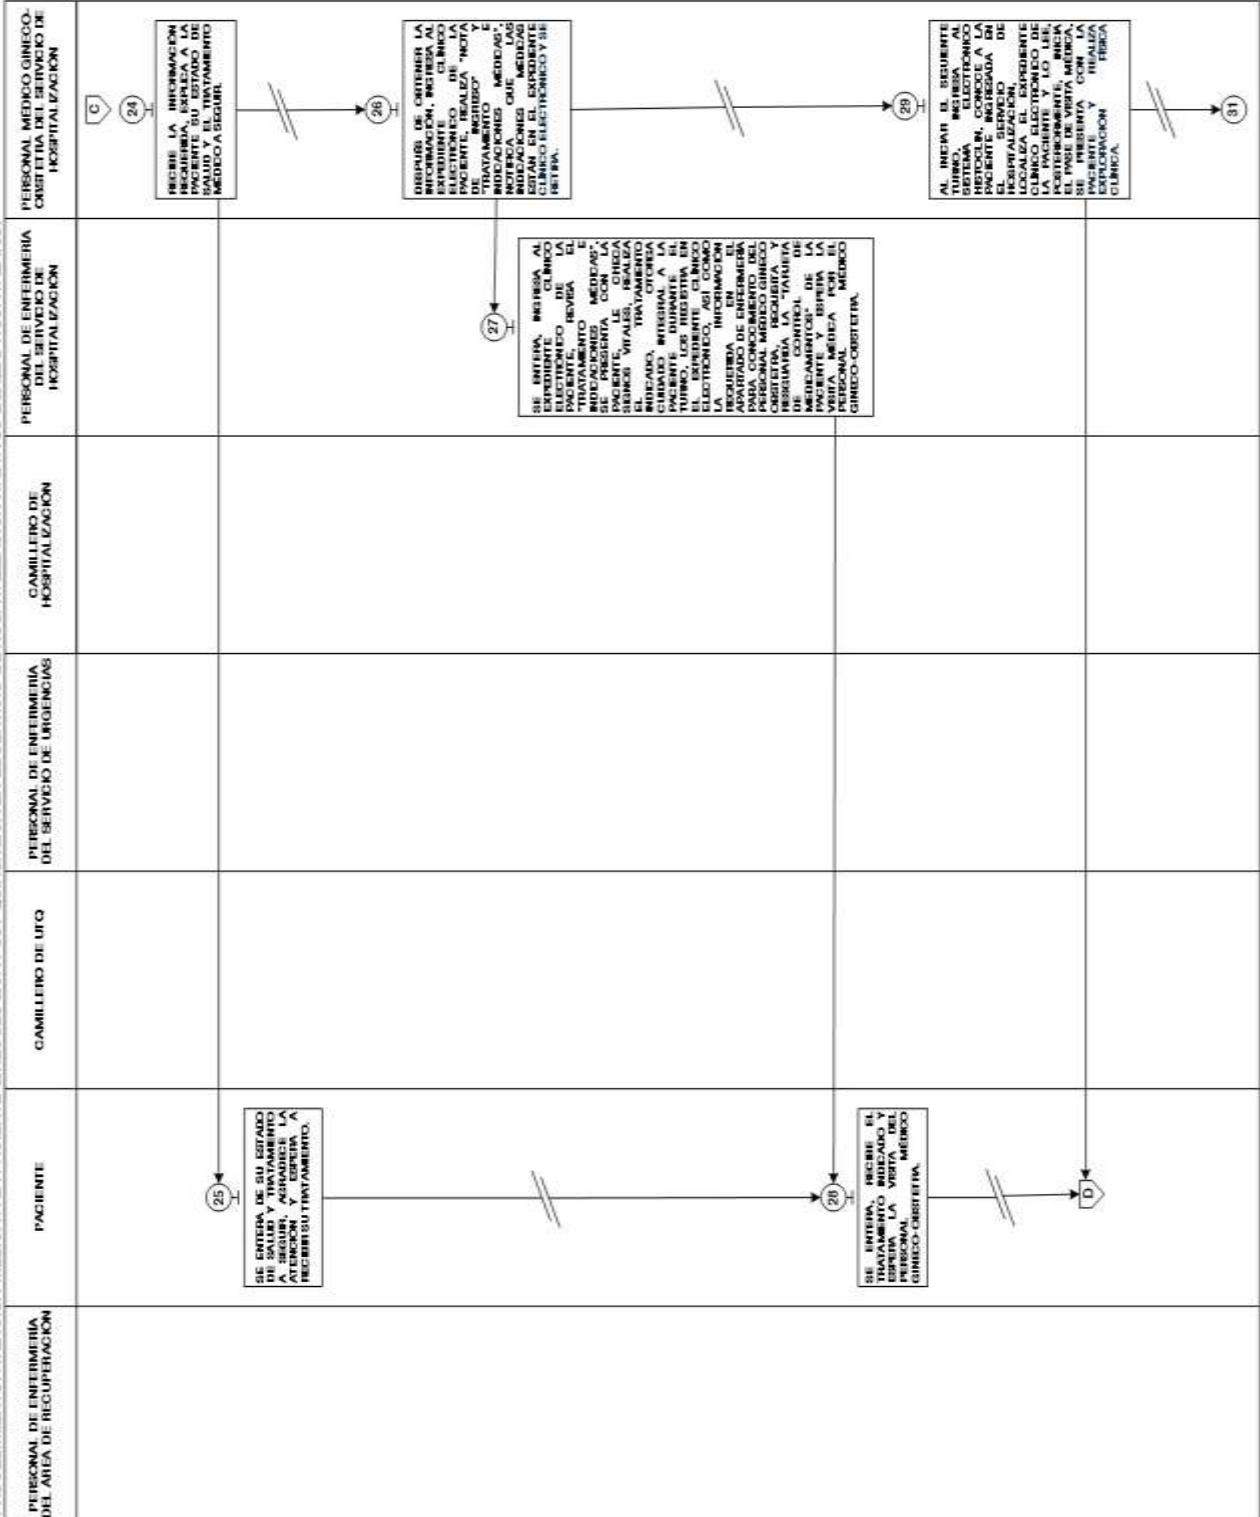 PERSONAL DE ENFERMERÍA
DEL ÁREA DE RECUPERACIÓN
PACIENTE
CAMILLERO DE UTQ
PERSONAL DE ENFERMERÍA
DEL SERVICIO DE URGENCIAS
CAMILLERO DE
HOSPITALIZACIÓN
PERSONAL DE ENFERMERÍA
DEL SERVICIO DE
HOSPITALIZACIÓN
PERSONAL MÉDICO GINECO-
OBSTETRA DEL SERVICIO DE
HOSPITALIZACIÓN
C
24
RECIBE LA INFORMACIÓN
REQUERIDA, EXPLICA A LA
PACIENTE SU ESTADO DE
SALUD Y EL TRATAMIENTO
MÉDICO A SEGUIR.
25
SE ENTERA DE SU ESTADO
DE SALUD Y TRATAMIENTO
A SEGUIR, AGRADECE LA
ATENCIÓN Y ESPERA A
RECIBIR SU TRATAMIENTO.
26
DESPUÉS DE OBTENER LA
INFORMACIÓN, INGRESA AL
EXPEDIENTE CLÍNICO
ELECTRÓNICO DE LA
PACIENTE, REALIZA "NOTA
DE INGRESO" Y
"TRATAMIENTO E
INDICACIONES MÉDICAS",
NOTIFICA QUE LAS
INDICACIONES MÉDICAS
ESTÁN EN EL EXPEDIENTE
CLÍNICO ELECTRÓNICO Y SE
RETIRA.
27
SE ENTERA, INGRESA AL
EXPEDIENTE CLÍNICO
ELECTRÓNICO DE LA
PACIENTE, REVISA EL
"TRATAMIENTO E
INDICACIONES MÉDICAS",
SE PRESENTA CON LA
PACIENTE, LE CHECA
SIGNOS VITALES, REALIZA
EL TRATAMIENTO
INDICADO, OTORGA
CUIDADO INTEGRAL A LA
PACIENTE DURANTE EL
TURNO, LOS REGISTRA EN
EL EXPEDIENTE CLÍNICO
ELECTRÓNICO, ASÍ COMO
LA INFORMACIÓN
REQUERIDA EN EL
APARTADO DE ENFERMERÍA
PARA CONOCIMIENTO DEL
PERSONAL MÉDICO GINECO
OBSTETRA, REQUISITA Y
RESGUARDA LA "TARJETA
DE CONTROL DE
MEDICAMENTOS" DE LA
PACIENTE Y ESPERA LA
VISITA MÉDICA POR EL
PERSONAL MÉDICO
GINECO-OBSTETRA.
28
SE ENTERA, RECIBE EL
TRATAMIENTO INDICADO Y
ESPERA LA VISITA DEL
PERSONAL MÉDICO
GINECO-OBSTETRA.
29
AL INICIAR EL SIGUIENTE
TURNO, INGRESA AL
SISTEMA ELECTRÓNICO
HISTOCLIN, CONOCE A LA
PACIENTE INGRESADA EN
EL SERVICIO DE
HOSPITALIZACIÓN,
LOCALIZA EL EXPEDIENTE
CLÍNICO ELECTRÓNICO DE
LA PACIENTE Y LO LEE,
POSTERIORMENTE, INICIA
EL PASE DE VISITA MÉDICA,
SE PRESENTA CON LA
PACIENTE Y REALIZA
EXPLORACIÓN FÍSICA
CLÍNICA.
D
31